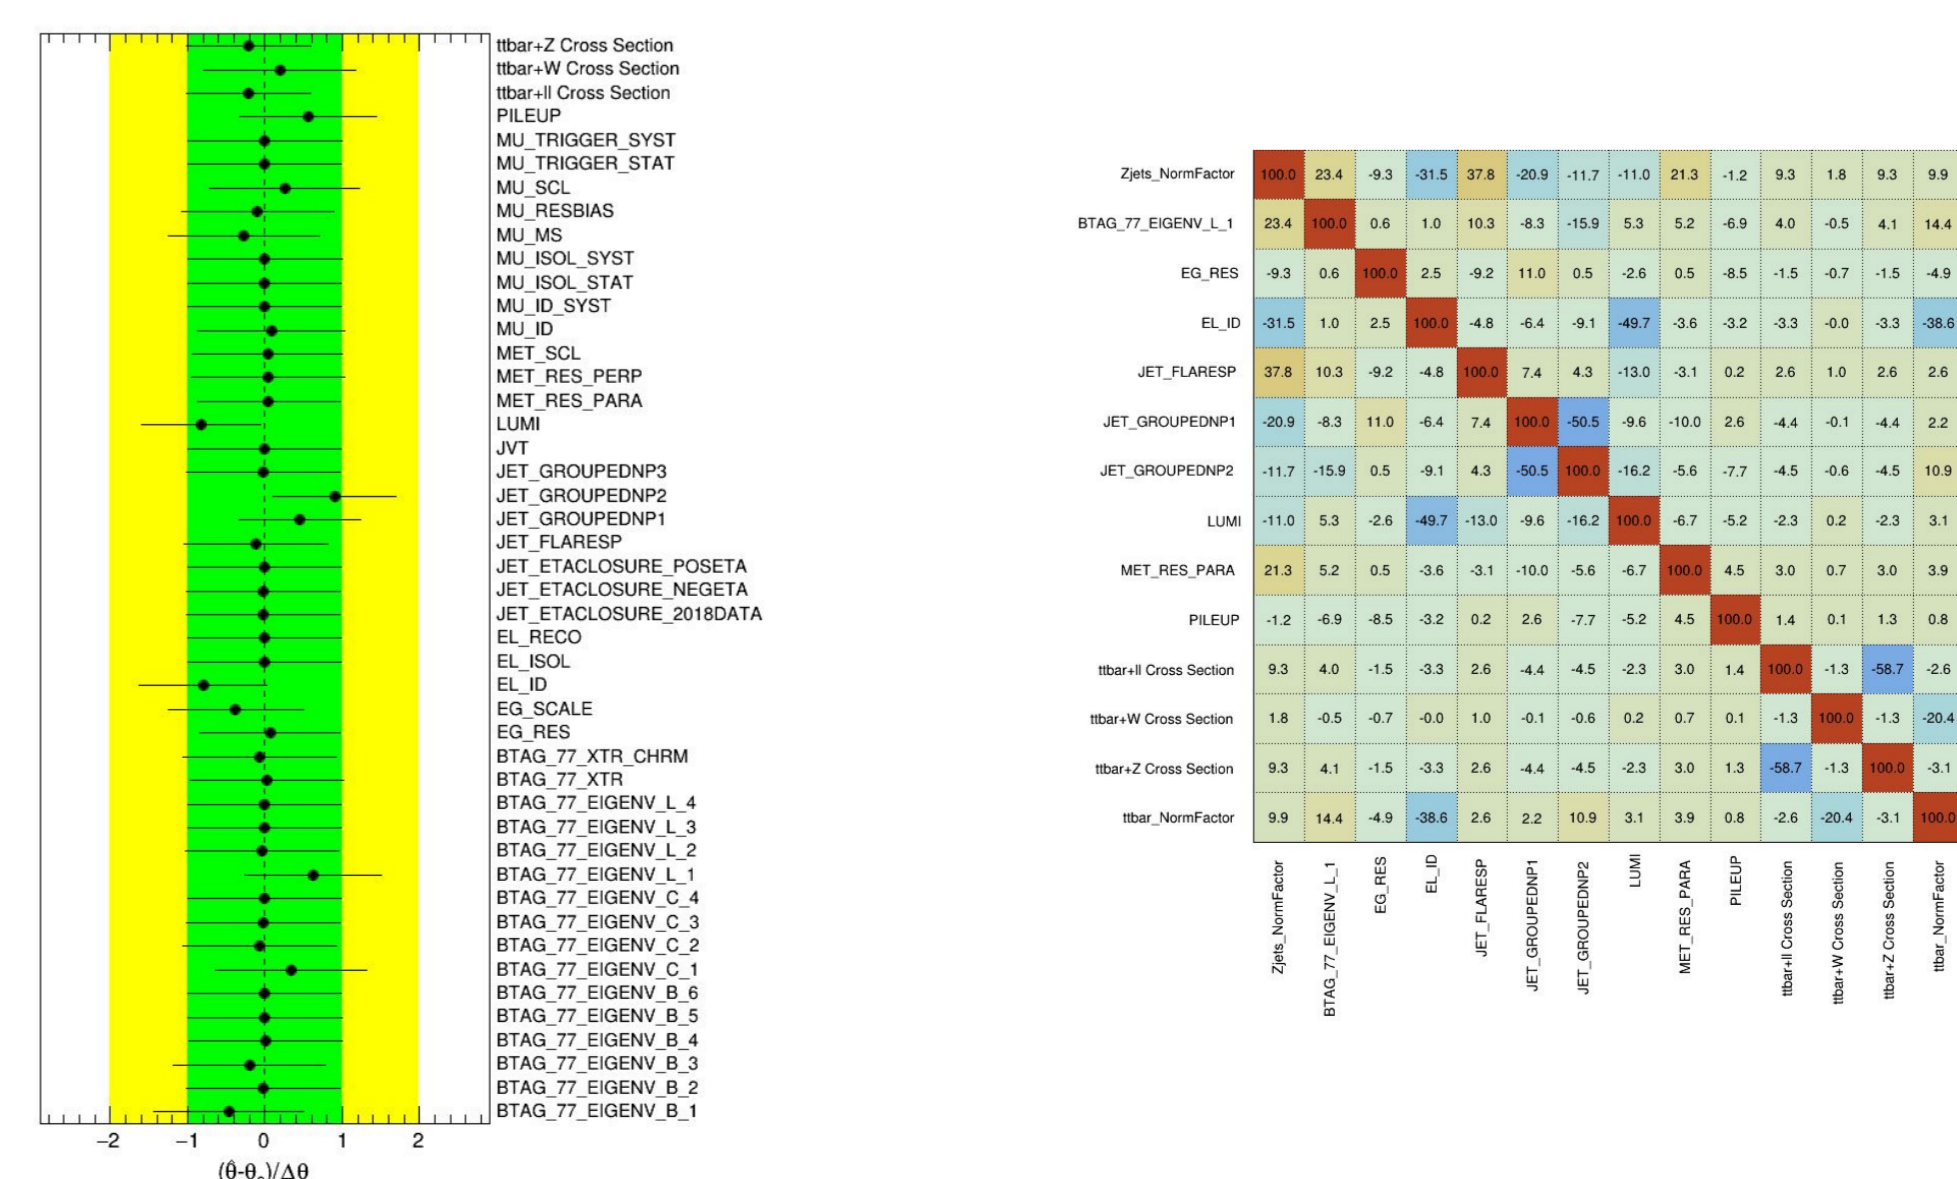 ttbar+Z Cross Section
ttbar+W Cross Section
ttbar+ll Cross Section
PILEUP
MU_TRIGGER_SYST
MU_TRIGGER_STAT
MU_SCL
MU_RESBIAS
MU_MS
MU_ISOL_SYST
MU_ISOL_STAT
MU_ID_SYST
MU_ID
MET_SCL
MET_RES_PERP
MET_RES_PARA
LUMI
JVT
JET_GROUPEDNP3
JET_GROUPEDNP2
JET_GROUPEDNP1
JET_FLARESP
JET_ETACLOSURE_POSETA
JET_ETACLOSURE_NEGETA
JET_ETACLOSURE_2018DATA
EL_RECO
EL_ISOL
EL_ID
EG_SCALE
EG_RES
BTAG_77_XTR_CHRM
BTAG_77_XTR
BTAG_77_EIGENV_L_4
BTAG_77_EIGENV_L_3
BTAG_77_EIGENV_L_2
BTAG_77_EIGENV_L_1
BTAG_77_EIGENV_C_4
BTAG_77_EIGENV_C_3
BTAG_77_EIGENV_C_2
BTAG_77_EIGENV_C_1
BTAG_77_EIGENV_B_6
BTAG_77_EIGENV_B_5
BTAG_77_EIGENV_B_4
BTAG_77_EIGENV_B_3
BTAG_77_EIGENV_B_2
BTAG_77_EIGENV_B_1
−2 −1 0 1 2
(θ̂-θ₀)/Δθ
Zjets_NormFactor 100.0 23.4 -9.3 -31.5 37.8 -20.9 -11.7 -11.0 21.3 -1.2 9.3 1.8 9.3 9.9
BTAG_77_EIGENV_L_1 23.4 100.0 0.6 1.0 10.3 -8.3 -15.9 5.3 5.2 -6.9 4.0 -0.5 4.1 14.4
EG_RES -9.3 0.6 100.0 2.5 -9.2 11.0 0.5 -2.6 0.5 -8.5 -1.5 -0.7 -1.5 -4.9
EL_ID -31.5 1.0 2.5 100.0 -4.8 -6.4 -9.1 -49.7 -3.6 -3.2 -3.3 -0.0 -3.3 -38.6
JET_FLARESP 37.8 10.3 -9.2 -4.8 100.0 7.4 4.3 -13.0 -3.1 0.2 2.6 1.0 2.6 2.6
JET_GROUPEDNP1 -20.9 -8.3 11.0 -6.4 7.4 100.0 -50.5 -9.6 -10.0 2.6 -4.4 -0.1 -4.4 2.2
JET_GROUPEDNP2 -11.7 -15.9 0.5 -9.1 4.3 -50.5 100.0 -16.2 -5.6 -7.7 -4.5 -0.6 -4.5 10.9
LUMI -11.0 5.3 -2.6 -49.7 -13.0 -9.6 -16.2 100.0 -6.7 -5.2 -2.3 0.2 -2.3 3.1
MET_RES_PARA 21.3 5.2 0.5 -3.6 -3.1 -10.0 -5.6 -6.7 100.0 4.5 3.0 0.7 3.0 3.9
PILEUP -1.2 -6.9 -8.5 -3.2 0.2 2.6 -7.7 -5.2 4.5 100.0 1.4 0.1 1.3 0.8
ttbar+ll Cross Section 9.3 4.0 -1.5 -3.3 2.6 -4.4 -4.5 -2.3 3.0 1.4 100.0 -1.3 -58.7 -2.6
ttbar+W Cross Section 1.8 -0.5 -0.7 -0.0 1.0 -0.1 -0.6 0.2 0.7 0.1 -1.3 100.0 -1.3 -20.4
ttbar+Z Cross Section 9.3 4.1 -1.5 -3.3 2.6 -4.4 -4.5 -2.3 3.0 1.3 -58.7 -1.3 100.0 -3.1
ttbar_NormFactor 9.9 14.4 -4.9 -38.6 2.6 2.2 10.9 3.1 3.9 0.8 -2.6 -20.4 -3.1 100.0
Zjets_NormFactor
BTAG_77_EIGENV_L_1
EG_RES
EL_ID
JET_FLARESP
JET_GROUPEDNP1
JET_GROUPEDNP2
LUMI
MET_RES_PARA
PILEUP
ttbar+ll Cross Section
ttbar+W Cross Section
ttbar+Z Cross Section
ttbar_NormFactor